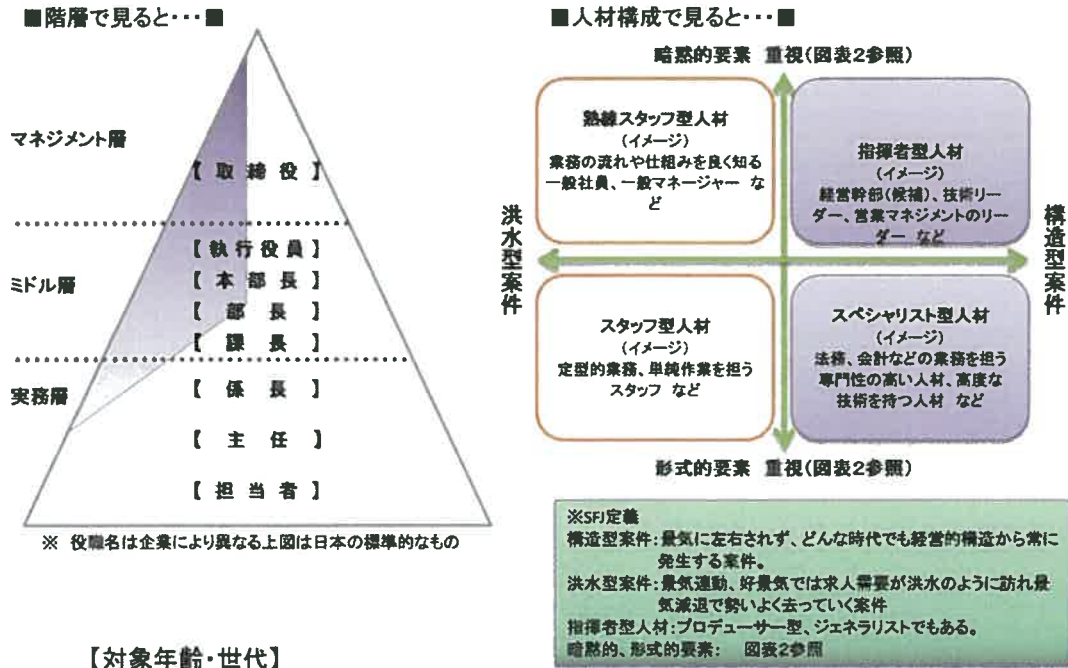 ■階層で見ると・・・■
マネジメント層
【取締役】
ミドル層
【執行役員】
【本部長】
【部長】
【課長】
実務層
【係長】
【主任】
【担当者】
※ 役職名は企業により異なる上図は日本の標準的なもの
【対象年齢・世代】
■人材構成で見ると・・・■
暗黙的要素 重視(図表2参照)
洪水型案件
熟練スタッフ型人材
(イメージ)
業務の流れや仕組みを良く知る
一般社員、一般マネージャー な
ど
指揮者型人材
(イメージ)
経営幹部(候補)、技術リー
ダー、営業マネジメントのリー
ダー など
構造型案件
スタッフ型人材
(イメージ)
定型的業務、単純作業を担う
スタッフ など
スペシャリスト型人材
(イメージ)
法務、会計などの業務を担う
専門性の高い人材、高度な
技術を持つ人材 など
形式的要素 重視(図表2参照)
※SFJ定義
構造型案件:景気に左右されず、どんな時代でも経営的構造から常に
発生する案件。
洪水型案件:景気連動、好景気では求人需要が洪水のように訪れ景
気減退で勢いよく去っていく案件
指揮者型人材:プロデューサー型、ジェネラリストでもある。
暗黙的、形式的要素: 図表2参照